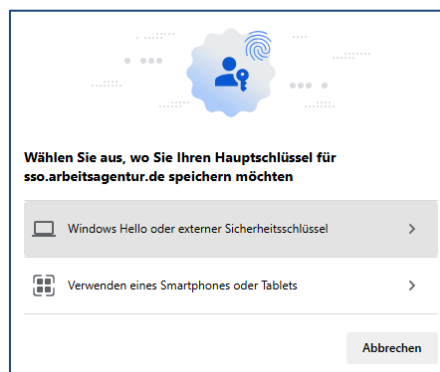 Wählen Sie aus, wo Sie Ihren Hauptschlüssel für
sso.arbeitsagentur.de speichern möchten
Windows Hello oder externer Sicherheitsschlüssel
Verwenden eines Smartphones oder Tablets
Abbrechen